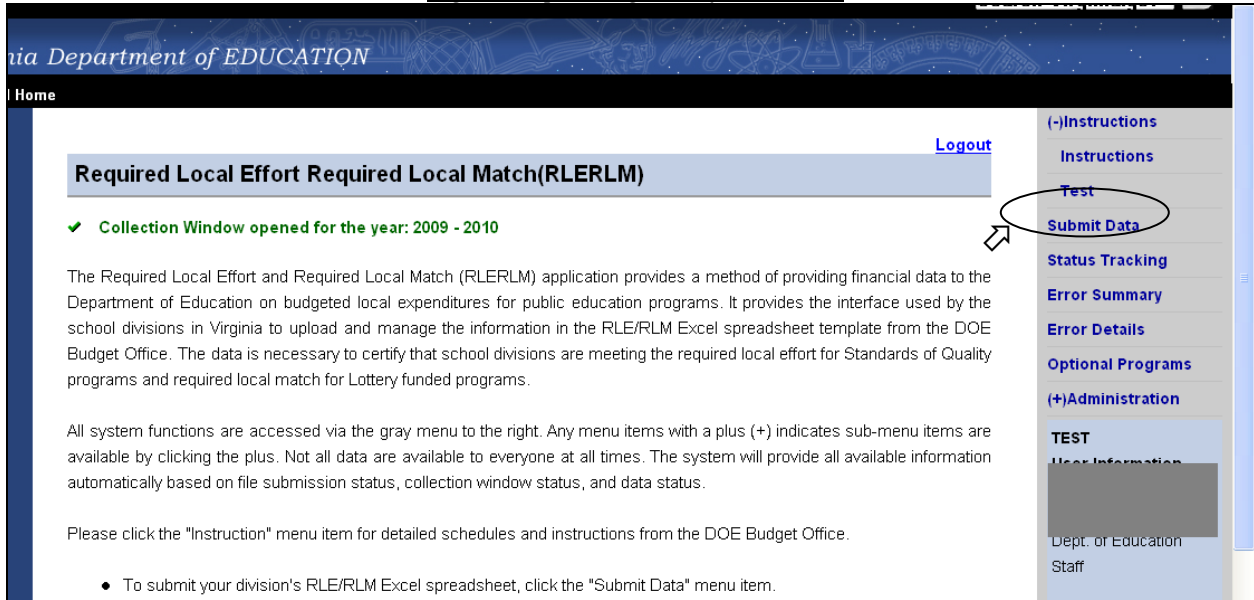 nia Department of EDUCATION
l Home
Logout
Required Local Effort Required Local Match(RLERLM)
Collection Window opened for the year: 2009 - 2010
The Required Local Effort and Required Local Match (RLERLM) application provides a method of providing financial data to the
Department of Education on budgeted local expenditures for public education programs. It provides the interface used by the
school divisions in Virginia to upload and manage the information in the RLE/RLM Excel spreadsheet template from the DOE
Budget Office. The data is necessary to certify that school divisions are meeting the required local effort for Standards of Quality
programs and required local match for Lottery funded programs.
All system functions are accessed via the gray menu to the right. Any menu items with a plus (+) indicates sub-menu items are
available by clicking the plus. Not all data are available to everyone at all times. The system will provide all available information
automatically based on file submission status, collection window status, and data status.
Please click the "Instruction" menu item for detailed schedules and instructions from the DOE Budget Office.
● To submit your division's RLE/RLM Excel spreadsheet, click the "Submit Data" menu item.
(-)Instructions
Instructions
Test
Submit Data
Status Tracking
Error Summary
Error Details
Optional Programs
(+)Administration
TEST
User Information
Dept. of Education
Staff